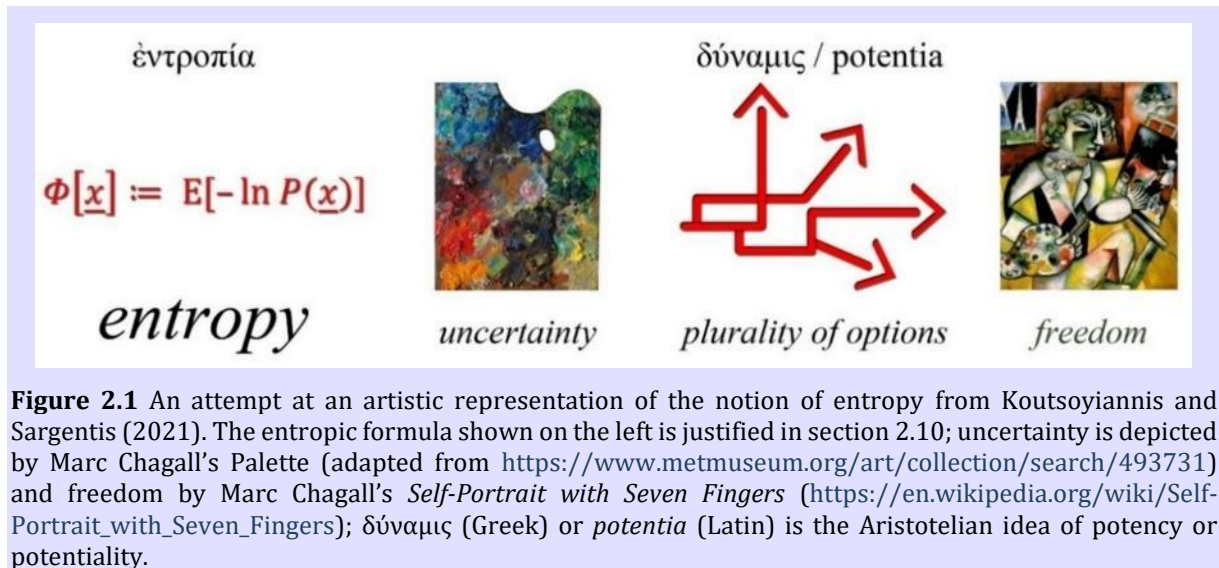 ἐντροπία
δύναμις / potentia
Φ[x] := E[− ln P(x)]
entropy
uncertainty
plurality of options
freedom
Figure 2.1 An attempt at an artistic representation of the notion of entropy from Koutsoyiannis and
Sargentis (2021). The entropic formula shown on the left is justified in section 2.10; uncertainty is depicted
by Marc Chagall’s Palette (adapted from https://www.metmuseum.org/art/collection/search/493731)
and freedom by Marc Chagall’s Self-Portrait with Seven Fingers (https://en.wikipedia.org/wiki/Self-
Portrait_with_Seven_Fingers); δύναμις (Greek) or potentia (Latin) is the Aristotelian idea of potency or
potentiality.